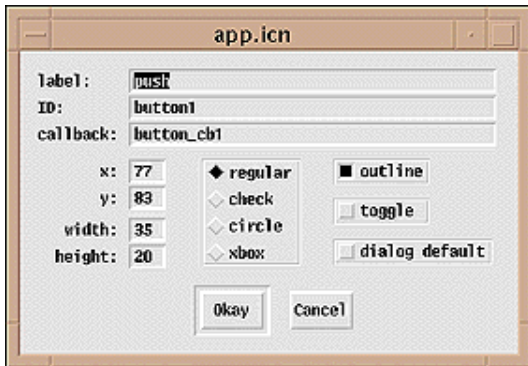 app.icn
label: push
ID: button1
callback: button_cb1
x: 77
y: 83
width: 35
height: 20
regular
check
circle
xbox
outline
toggle
dialog default
Okay Cancel